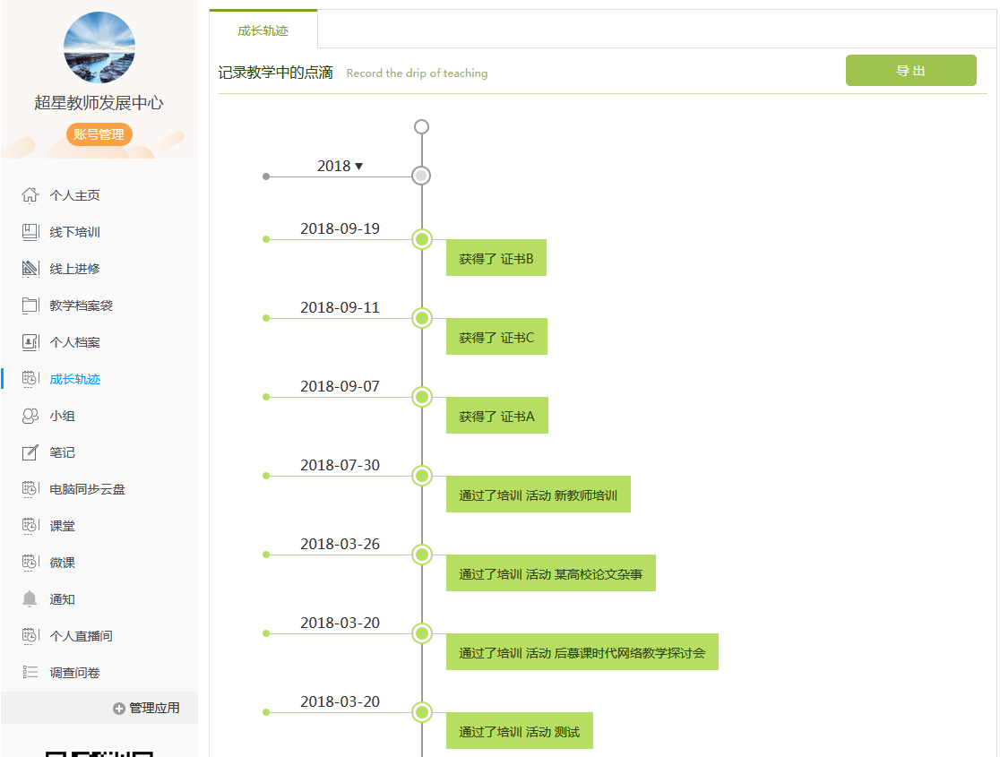 超星教师发展中心
账号管理
个人主页
线下培训
线上进修
教学档案袋
个人档案
成长轨迹
小组
笔记
电脑同步云盘
课堂
微课
通知
个人直播间
调查问卷
管理应用
成长轨迹
记录教学中的点滴 Record the drip of teaching
导出
2018
2018-09-19
获得了 证书B
2018-09-11
获得了 证书C
2018-09-07
获得了 证书A
2018-07-30
通过了培训 活动 新教师培训
2018-03-26
通过了培训 活动 某高校论文杂事
2018-03-20
通过了培训 活动 后慕课时代网络教学探讨会
2018-03-20
通过了培训 活动 测试